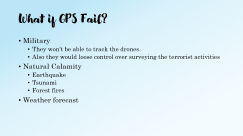 What if GPS Fail?
• Military
• They won't be able to track the drones.
• Also they would loose control over surveying the terrorist activities
• Natural Calamity
• Earthquake
• Tsunami
• Forest fires
• Weather forecast